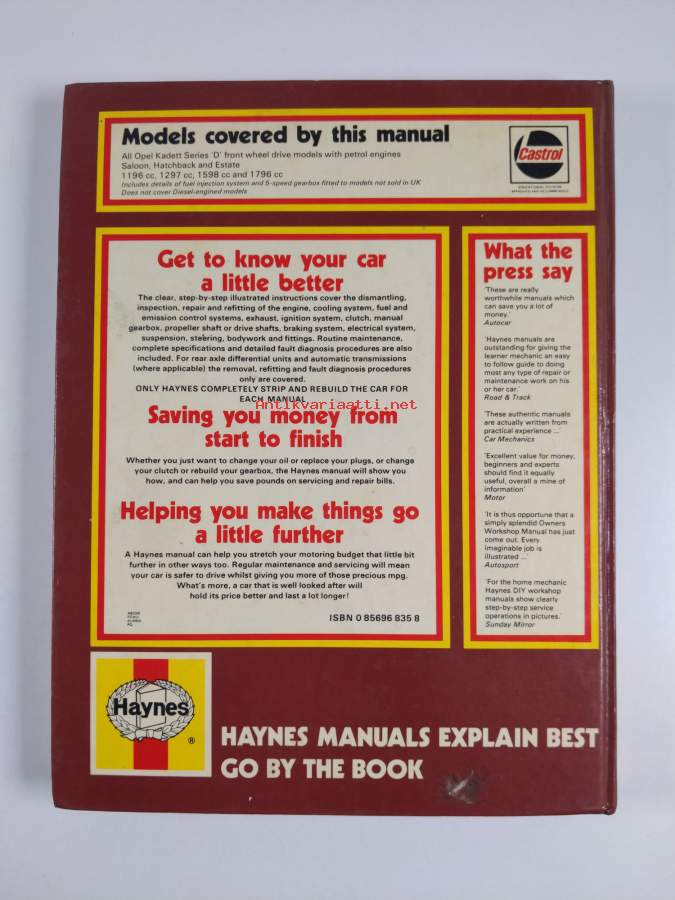 Models covered by this manual
All Opel Kadett Series 'D' front wheel drive models with petrol engines
Saloon, Hatchback and Estate
1196 cc, 1297 cc, 1598 cc and 1796 cc
Includes details of fuel injection system and 5-speed gearbox fitted to models not sold in UK
Does not cover Diesel-engined models
Castrol
Get to know your car
a little better
The clear, step-by-step illustrated instructions cover the dismantling,
inspection, repair and refitting of the engine, cooling system, fuel and
emission control systems, exhaust, ignition system, clutch, manual
gearbox, propeller shaft or drive shafts, braking system, electrical system,
suspension, steering, bodywork and fittings. Routine maintenance,
complete specifications and detailed fault diagnosis procedures are also
included. For rear axle differential units and automatic transmissions
(where applicable) the removal, refitting and fault diagnosis procedures
only are covered.
ONLY HAYNES COMPLETELY STRIP AND REBUILD THE CAR FOR
EACH MANUAL
Antikvariaatti.net
Saving you money from
start to finish
Whether you just want to change your oil or replace your plugs, or change
your clutch or rebuild your gearbox, the Haynes manual will show you
how, and can help you save pounds on servicing and repair bills.
Helping you make things go
a little further
A Haynes manual can help you stretch your motoring budget that little bit
further in other ways too. Regular maintenance and servicing will mean
your car is safer to drive whilst giving you more of those precious mpg.
What's more, a car that is well looked after will
hold its price better and last a lot longer!
ISBN 0 85696 835 8
What the
press say
'These are really
worthwhile manuals which
can save you a lot of
money.'
Autocar
'Haynes manuals are
outstanding for giving the
learner mechanic an easy
to follow guide to doing
most any type of repair or
maintenance work on his
or her car.'
Road & Track
'These authentic manuals
are actually written from
practical experience ...'
Car Mechanics
'Excellent value for money,
beginners and experts
should find it equally
useful, overall a mine of
information'
Motor
'It is thus opportune that a
simply splendid Owners
Workshop Manual has just
come out. Every
imaginable job is
illustrated ...'
Autosport
'For the home mechanic
Haynes DIY workshop
manuals show clearly
step-by-step service
operations in pictures.'
Sunday Mirror
Haynes
®
HAYNES MANUALS EXPLAIN BEST
GO BY THE BOOK